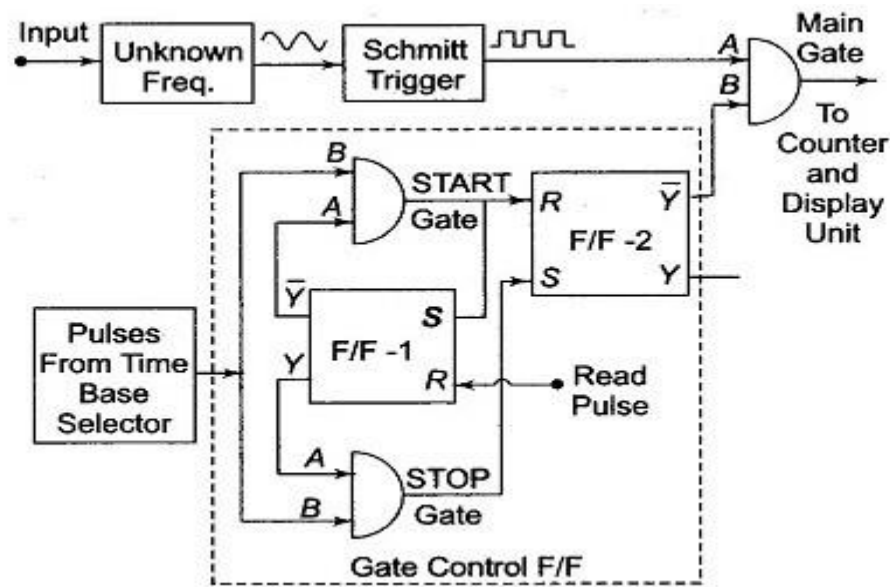 Input
Unknown
Freq.
Schmitt
Trigger
A
B
Main
Gate
To
Counter
and
Display
Unit
B
A
START
Gate
R
S
F/F -2
Ȳ
Y
Ȳ
Y
F/F -1
S
R
Read
Pulse
Pulses
From Time
Base
Selector
A
B
STOP
Gate
Gate Control F/F